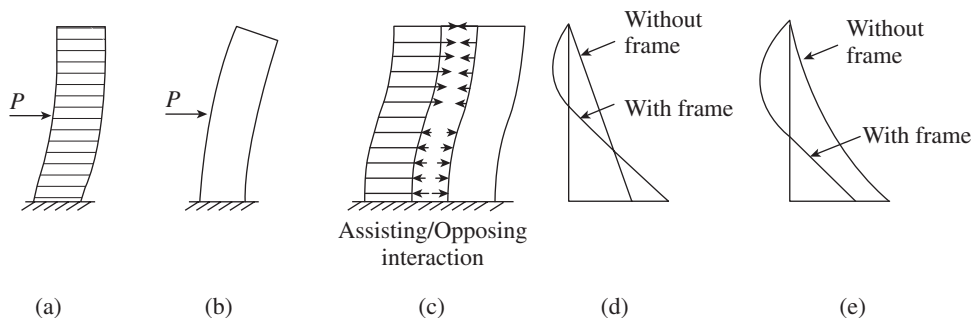 P
P
Without
frame
With frame
Without
frame
With frame
Assisting/Opposing
interaction
(a)
(b)
(c)
(d)
(e)